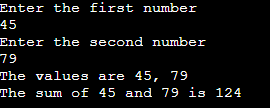 Enter the first number
45
Enter the second number
79
The values are 45, 79
The sum of 45 and 79 is 124